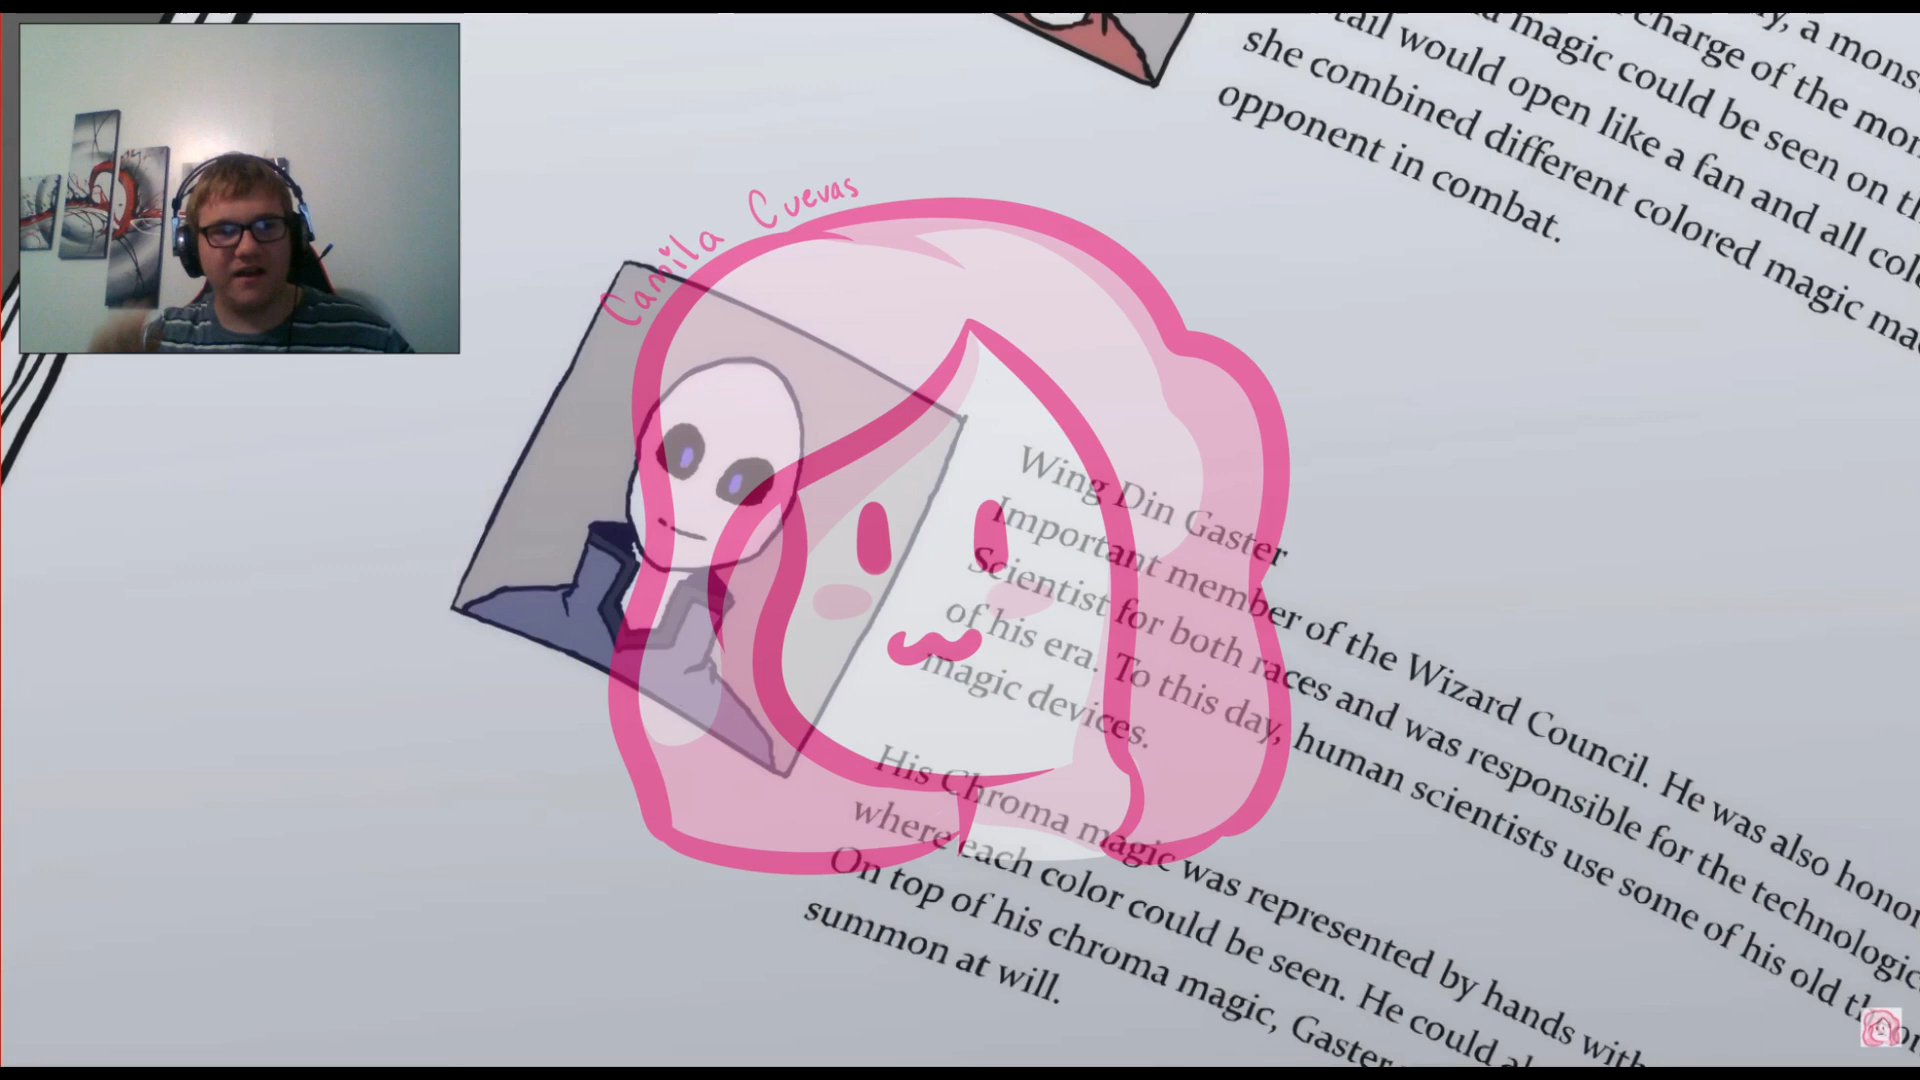 a mons
charge of the mon
magic could be seen on th
tail would open like a fan and all col
she combined different colored magic ma
opponent in combat.
Camila Cuevas
Wing Din Gaster
Important member of the Wizard Council. He was also honor
Scientist for both races and was responsible for the technologic
of his era. To this day, human scientists use some of his old
magic devices.
His Chroma magic was represented by hands with
where each color could be seen. He could al
On top of his chroma magic, Gaster
summon at will.